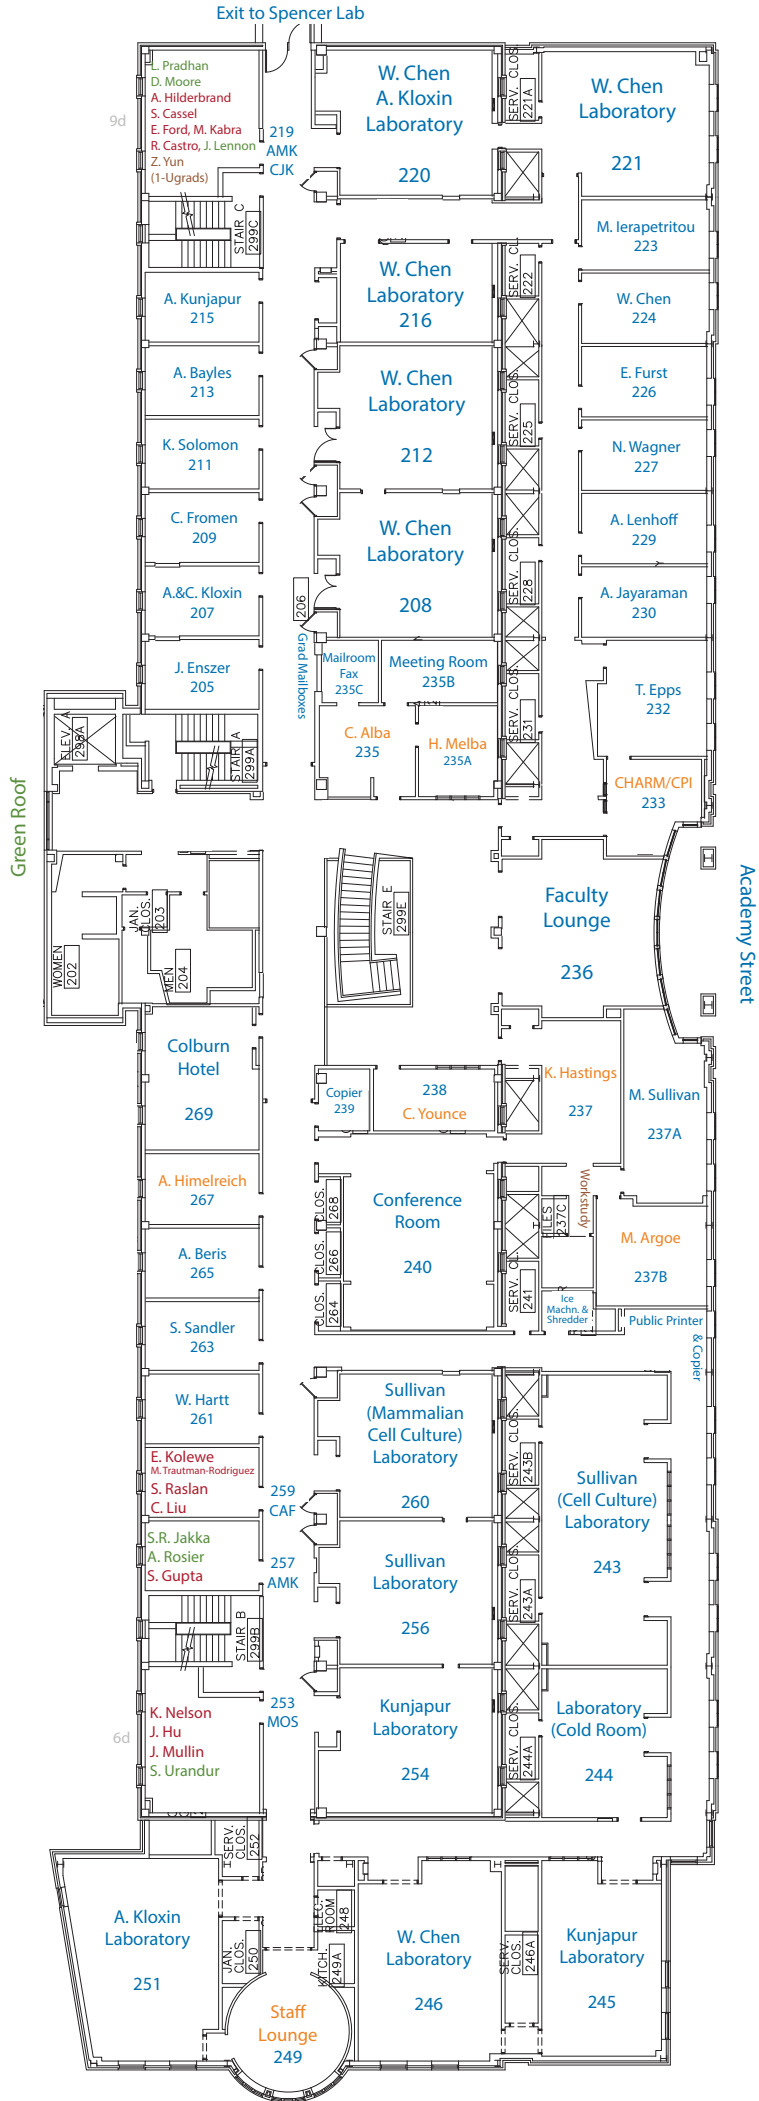 Exit to Spencer Lab
L. Pradhan
D. Moore
A. Hilderbrand
S. Cassel
E. Ford, M. Kabra
R. Castro, J. Lennon
Z. Yun
(1-Ugrads)
9d
219
AMK
CJK
W. Chen
A. Kloxin
Laboratory
220
SERV. CLOS.
221A
W. Chen
Laboratory
221
STAIR C
299C
M. Ierapetritou
223
A. Kunjapur
215
W. Chen
Laboratory
216
SERV. CL.
222
W. Chen
224
A. Bayles
213
W. Chen
Laboratory
212
SERV. CLOS.
225
E. Furst
226
K. Solomon
211
N. Wagner
227
C. Fromen
209
W. Chen
Laboratory
208
A. Lenhoff
229
A.&C. Kloxin
207
206
SERV. CLOS.
228
A. Jayaraman
230
J. Enszer
205
Grad Mailboxes
Mailroom
Fax
235C
Meeting Room
235B
SERV. CLOS.
231
T. Epps
232
C. Alba
235
H. Melba
235A
ELEV. A
298A
STAIR A
299A
CHARM/CPI
233
Green Roof
JAN.
CLOS.
203
WOMEN
202
MEN
204
STAIR E
299E
Faculty
Lounge
236
Academy Street
Colburn
Hotel
269
Copier
239
238
C. Younce
K. Hastings
237
M. Sullivan
237A
A. Himelreich
267
CLOS.
268
Conference
Room
240
Workstudy
FILES
237C
M. Argoe
237B
A. Beris
265
CLOS.
266
SERV. CL.
241
S. Sandler
263
CLOS.
264
Ice
Machn. &
Shredder
Public Printer
& Copier
W. Hartt
261
Sullivan
(Mammalian
Cell Culture)
Laboratory
260
SERV. CLOS.
243B
E. Kolewe
M. Trautman-Rodriguez
S. Raslan
C. Liu
259
CAF
Sullivan
(Cell Culture)
Laboratory
243
S.R. Jakka
A. Rosier
S. Gupta
257
AMK
Sullivan
Laboratory
256
SERV. CLOS.
243A
STAIR B
299B
K. Nelson
J. Hu
J. Mullin
S. Urandur
6d
253
MOS
Kunjapur
Laboratory
254
SERV. CLOS.
244A
Laboratory
(Cold Room)
244
SERV.
CLOS.
252
A. Kloxin
Laboratory
251
JAN.
CLOS.
250
ELEC.
ROOM
248
KITCH.
249A
W. Chen
Laboratory
246
SERV.
CLOS.
246A
Kunjapur
Laboratory
245
Staff
Lounge
249